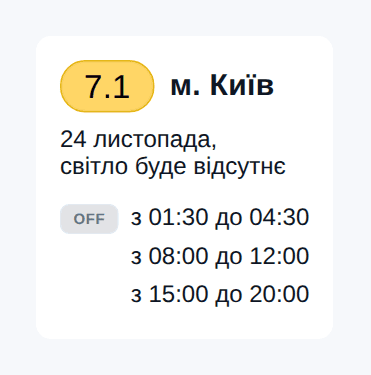 7.1 м. Київ
24 листопада,
світло буде відсутнє
OFF з 01:30 до 04:30
з 08:00 до 12:00
з 15:00 до 20:00